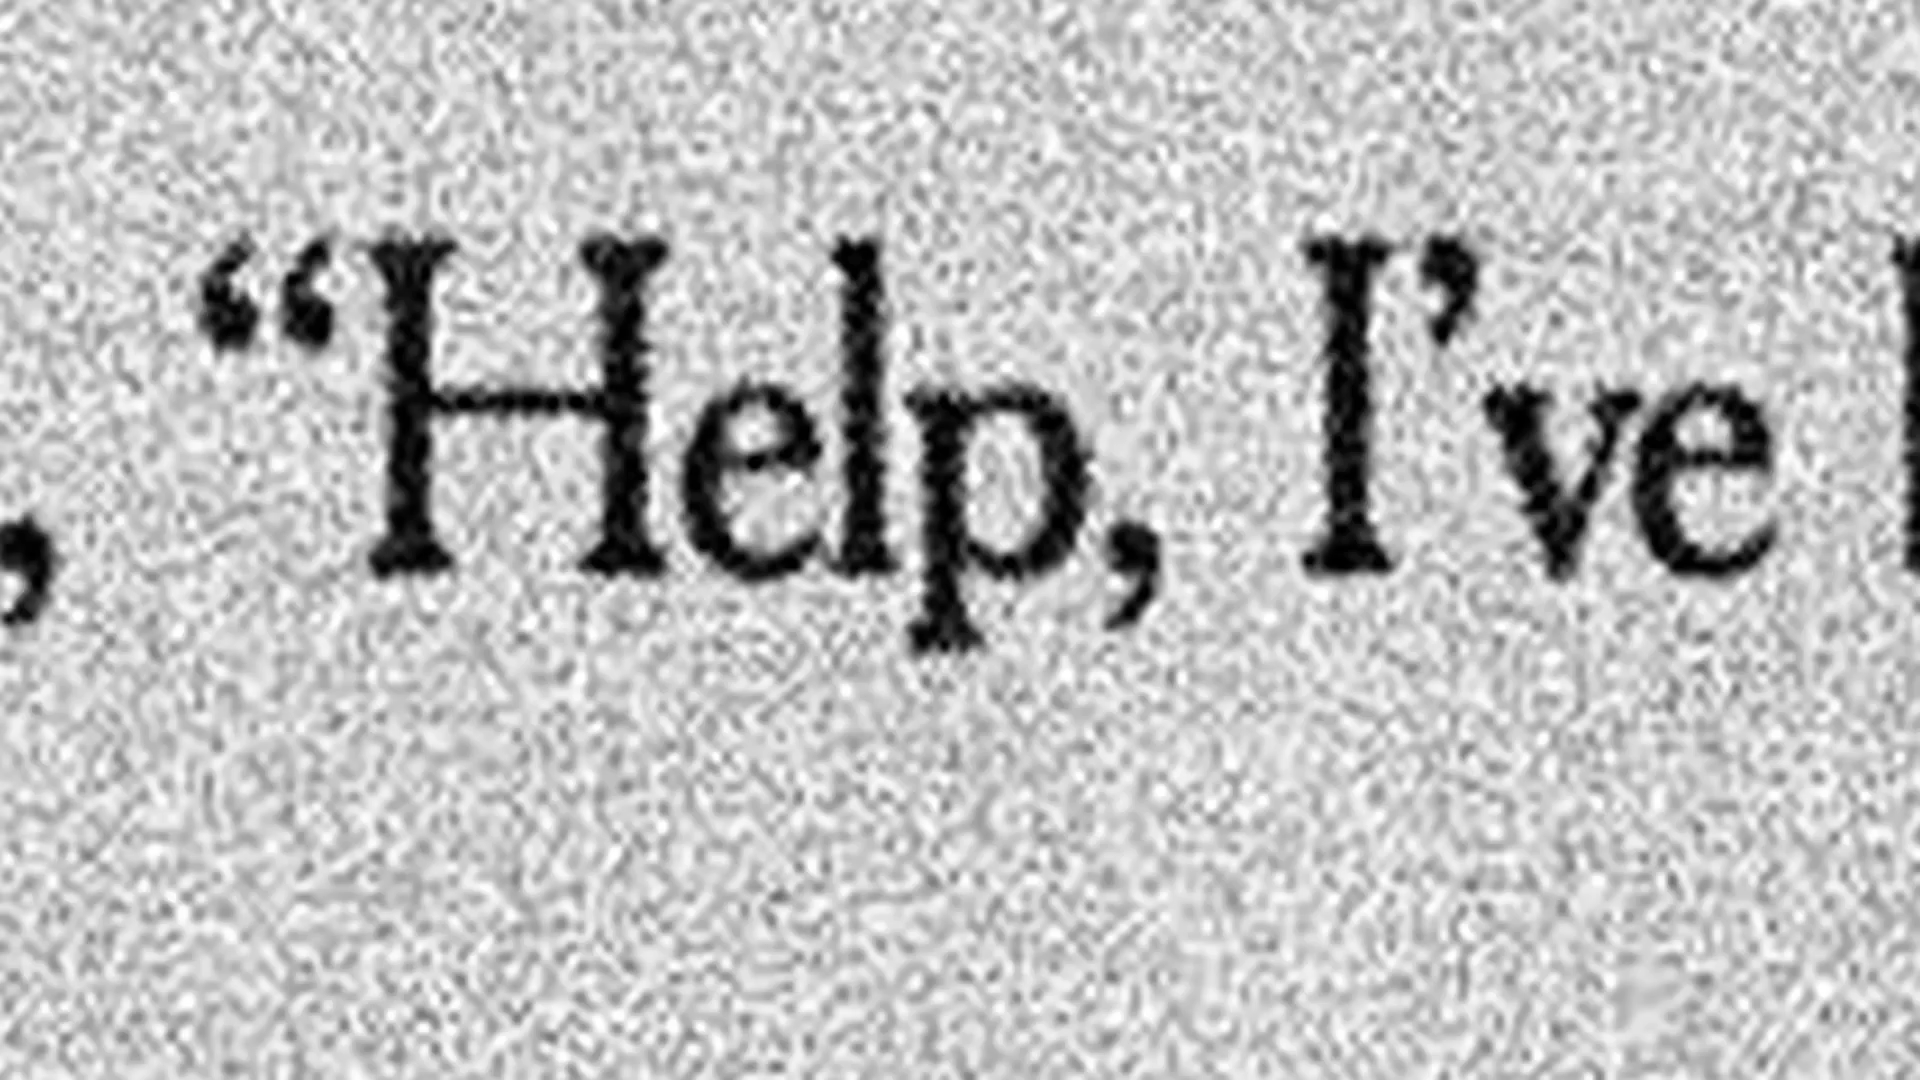 , “Help, I’ve